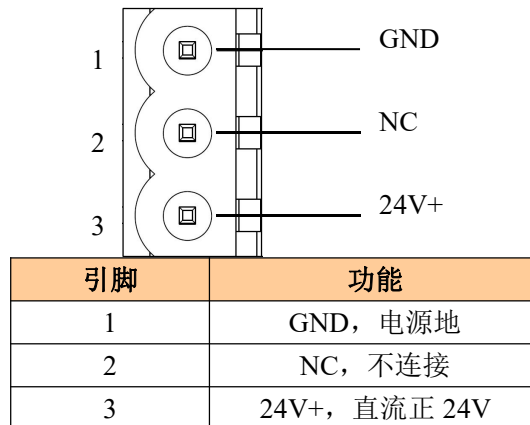 1 GND
2 NC
3 24V+
引脚 功能
1 GND，电源地
2 NC，不连接
3 24V+，直流正 24V